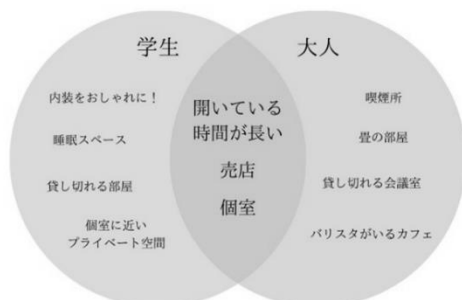 学生
内装をおしゃれに!
睡眠スペース
貸し切れる部屋
個室に近い
プライベート空間
開いている
時間が長い
売店
個室
大人
喫煙所
畳の部屋
貸し切れる会議室
バリスタがいるカフェ